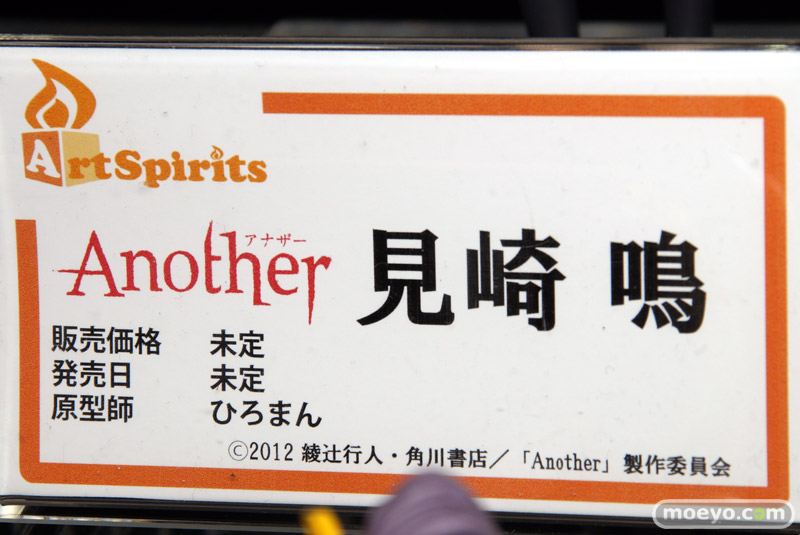 ArtSpirits
アナザー
Another 見崎 鳴
販売価格 未定
発売日 未定
原型師 ひろまん
©2012 綾辻行人・角川書店／「Another」製作委員会
moeyo.com